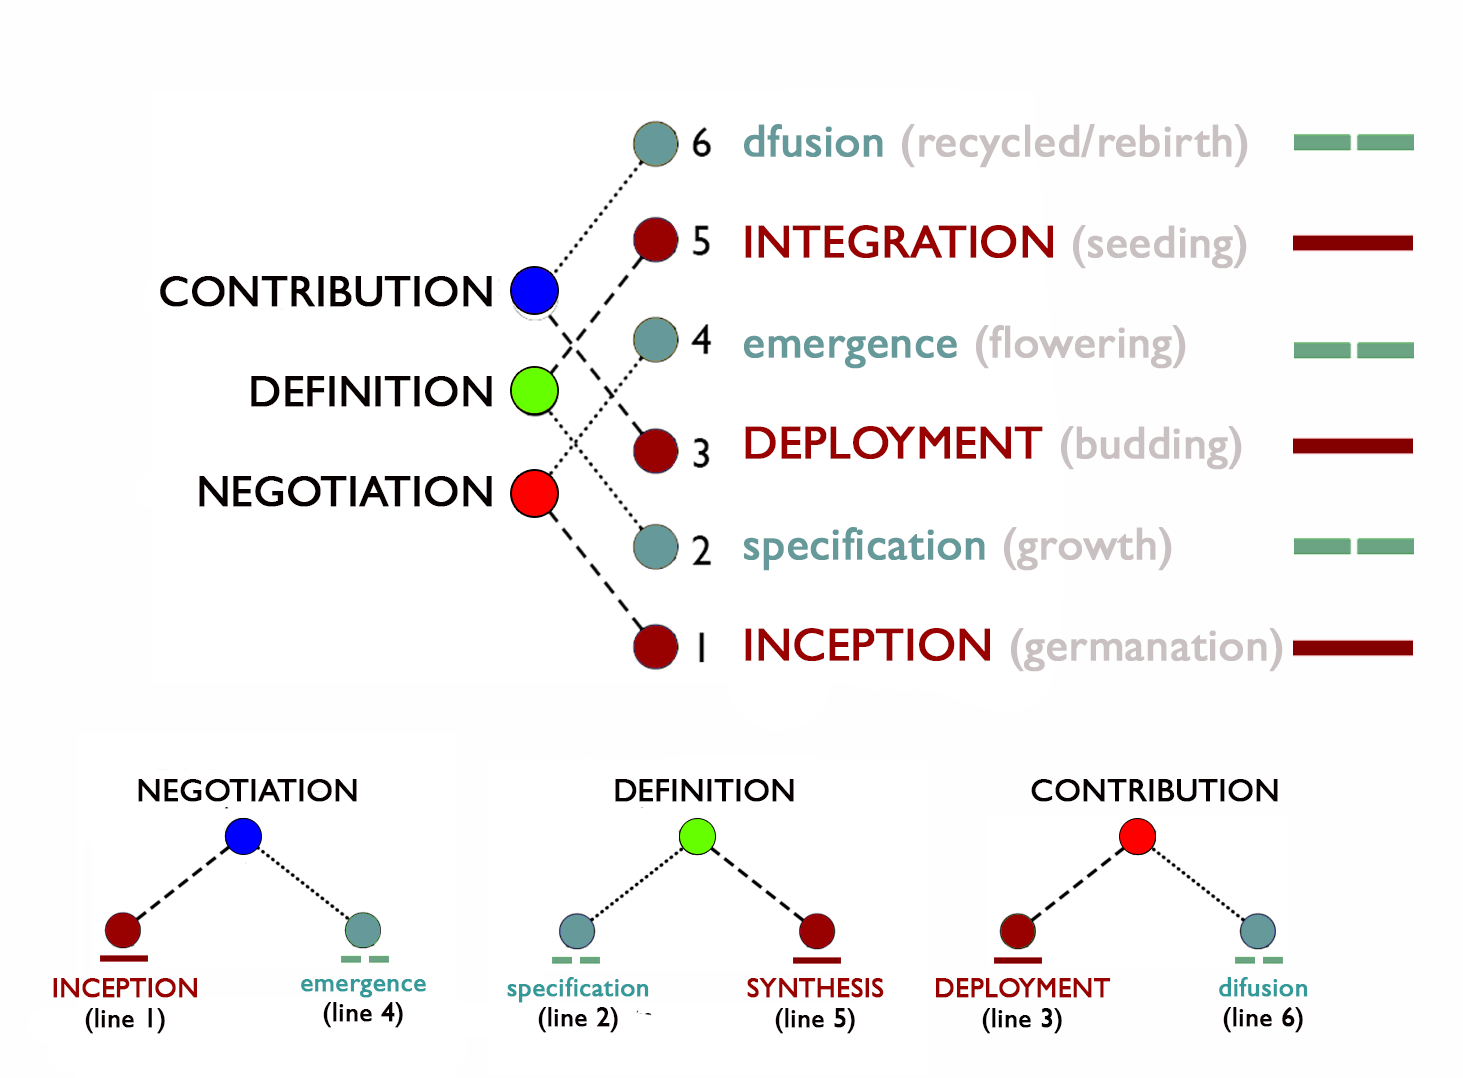 6 dfusion (recycled/rebirth)
5 INTEGRATION (seeding)
CONTRIBUTION
4 emergence (flowering)
DEFINITION
3 DEPLOYMENT (budding)
NEGOTIATION
2 specification (growth)
1 INCEPTION (germanation)
NEGOTIATION
INCEPTION
(line 1)
emergence
(line 4)
DEFINITION
specification
(line 2)
SYNTHESIS
(line 5)
CONTRIBUTION
DEPLOYMENT
(line 3)
difusion
(line 6)